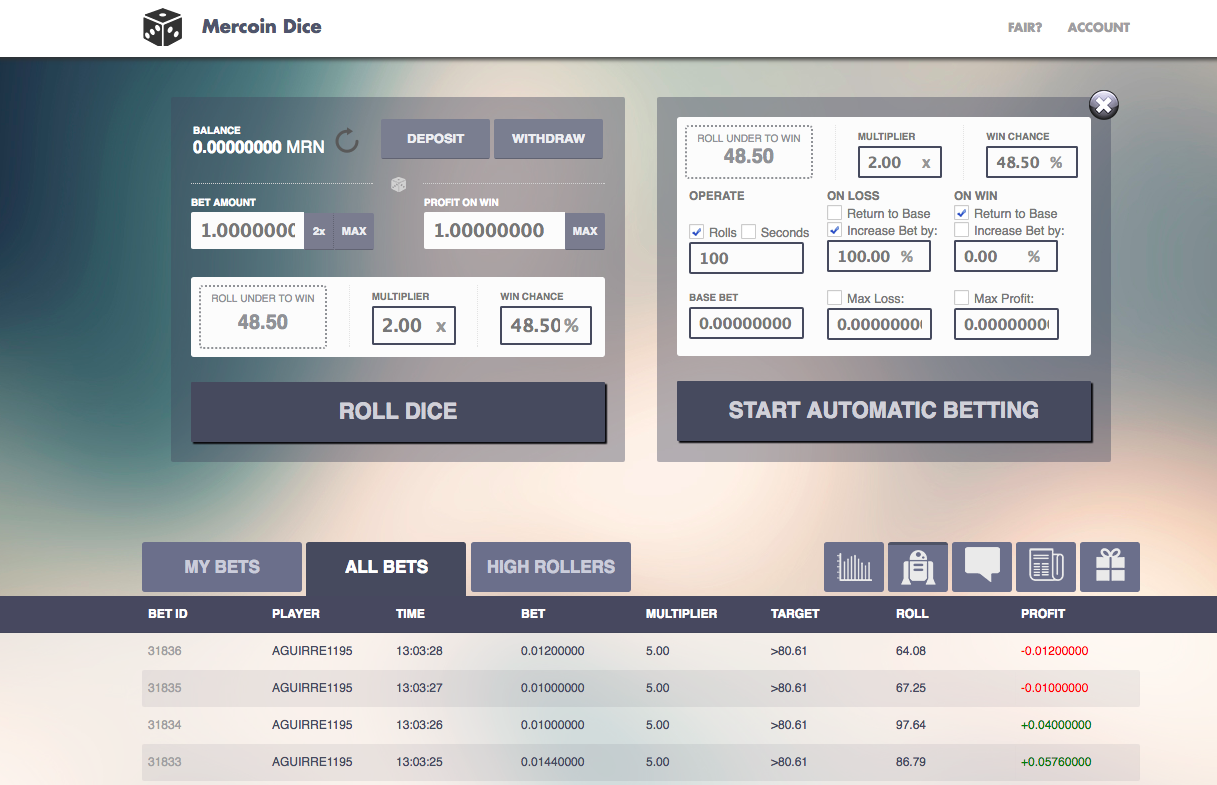 Mercoin Dice
FAIR? ACCOUNT
BALANCE
0.00000000 MRN
DEPOSIT WITHDRAW
BET AMOUNT PROFIT ON WIN
1.0000000 2x MAX 1.00000000 MAX
ROLL UNDER TO WIN MULTIPLIER WIN CHANCE
48.50 2.00 x 48.50%
ROLL DICE
ROLL UNDER TO WIN MULTIPLIER WIN CHANCE
48.50 2.00 x 48.50 %
OPERATE ON LOSS ON WIN
Return to Base Return to Base
Rolls Seconds Increase Bet by: Increase Bet by:
100 100.00 % 0.00 %
BASE BET Max Loss: Max Profit:
0.00000000 0.0000000 0.0000000
START AUTOMATIC BETTING
MY BETS ALL BETS HIGH ROLLERS
BET ID PLAYER TIME BET MULTIPLIER TARGET ROLL PROFIT
31836 AGUIRRE1195 13:03:28 0.01200000 5.00 >80.61 64.08 -0.01200000
31835 AGUIRRE1195 13:03:27 0.01000000 5.00 >80.61 67.25 -0.01000000
31834 AGUIRRE1195 13:03:26 0.01000000 5.00 >80.61 97.64 +0.04000000
31833 AGUIRRE1195 13:03:25 0.01440000 5.00 >80.61 86.79 +0.05760000